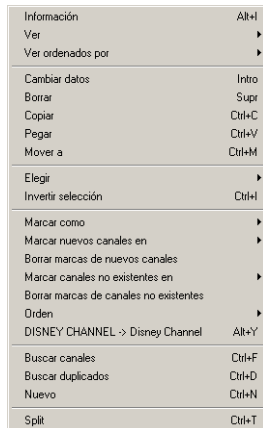 Información Alt+I
Ver
Ver ordenados por
Cambiar datos Intro
Borrar Supr
Copiar Ctrl+C
Pegar Ctrl+V
Mover a Ctrl+M
Elegir
Invertir selección Ctrl+I
Marcar como
Marcar nuevos canales en
Borrar marcas de nuevos canales
Marcar canales no existentes en
Borrar marcas de canales no existentes
Orden
DISNEY CHANNEL -> Disney Channel Alt+Y
Buscar canales Ctrl+F
Buscar duplicados Ctrl+D
Nuevo Ctrl+N
Split Ctrl+T